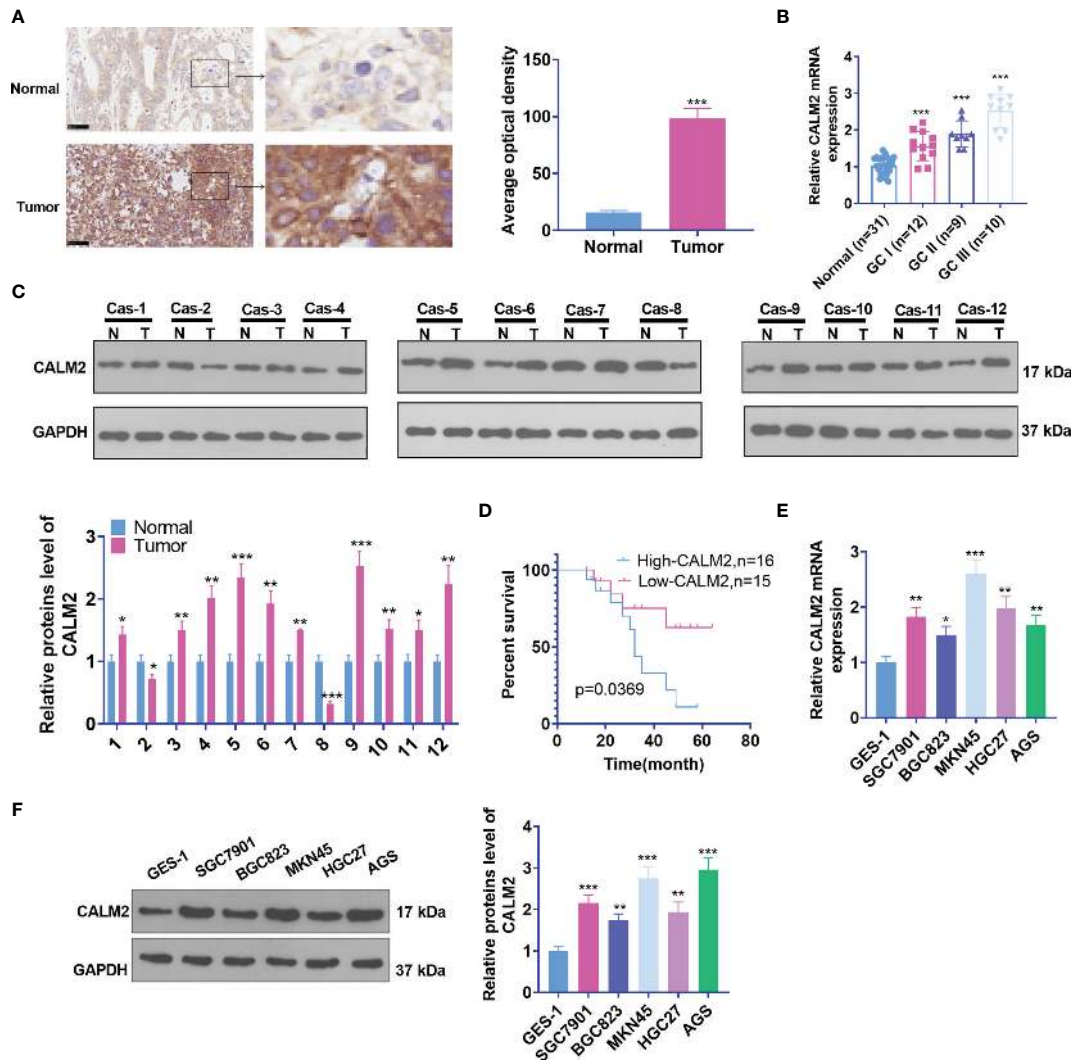 A
Normal
Tumor
Average optical density
150
100
50
0
Normal
Tumor
***
B
Relative CALM2 mRNA
expression
4
3
2
1
0
***
***
***
Normal (n=31)
GC I (n=12)
GC II (n=9)
GC III (n=10)
C
Cas-1 Cas-2 Cas-3 Cas-4
N T N T N T N T
Cas-5 Cas-6 Cas-7 Cas-8
N T N T N T N T
Cas-9 Cas-10 Cas-11 Cas-12
N T N T N T N T
CALM2
17 kDa
GAPDH
37 kDa
Relative proteins level of
CALM2
3
2
1
0
Normal
Tumor
* * ** ** *** ** ** *** *** ** * **
1 2 3 4 5 6 7 8 9 10 11 12
D
Percent survival
100
50
0
High-CALM2,n=16
Low-CALM2,n=15
p=0.0369
0 20 40 60 80
Time(month)
E
Relative CALM2 mRNA
expression
3
2
1
0
** * *** ** **
GES-1
SGC7901
BGC823
MKN45
HGC27
AGS
F
GES-1
SGC7901
BGC823
MKN45
HGC27
AGS
CALM2
17 kDa
GAPDH
37 kDa
Relative proteins level of
CALM2
4
3
2
1
0
*** ** *** ** ***
GES-1
SGC7901
BGC823
MKN45
HGC27
AGS